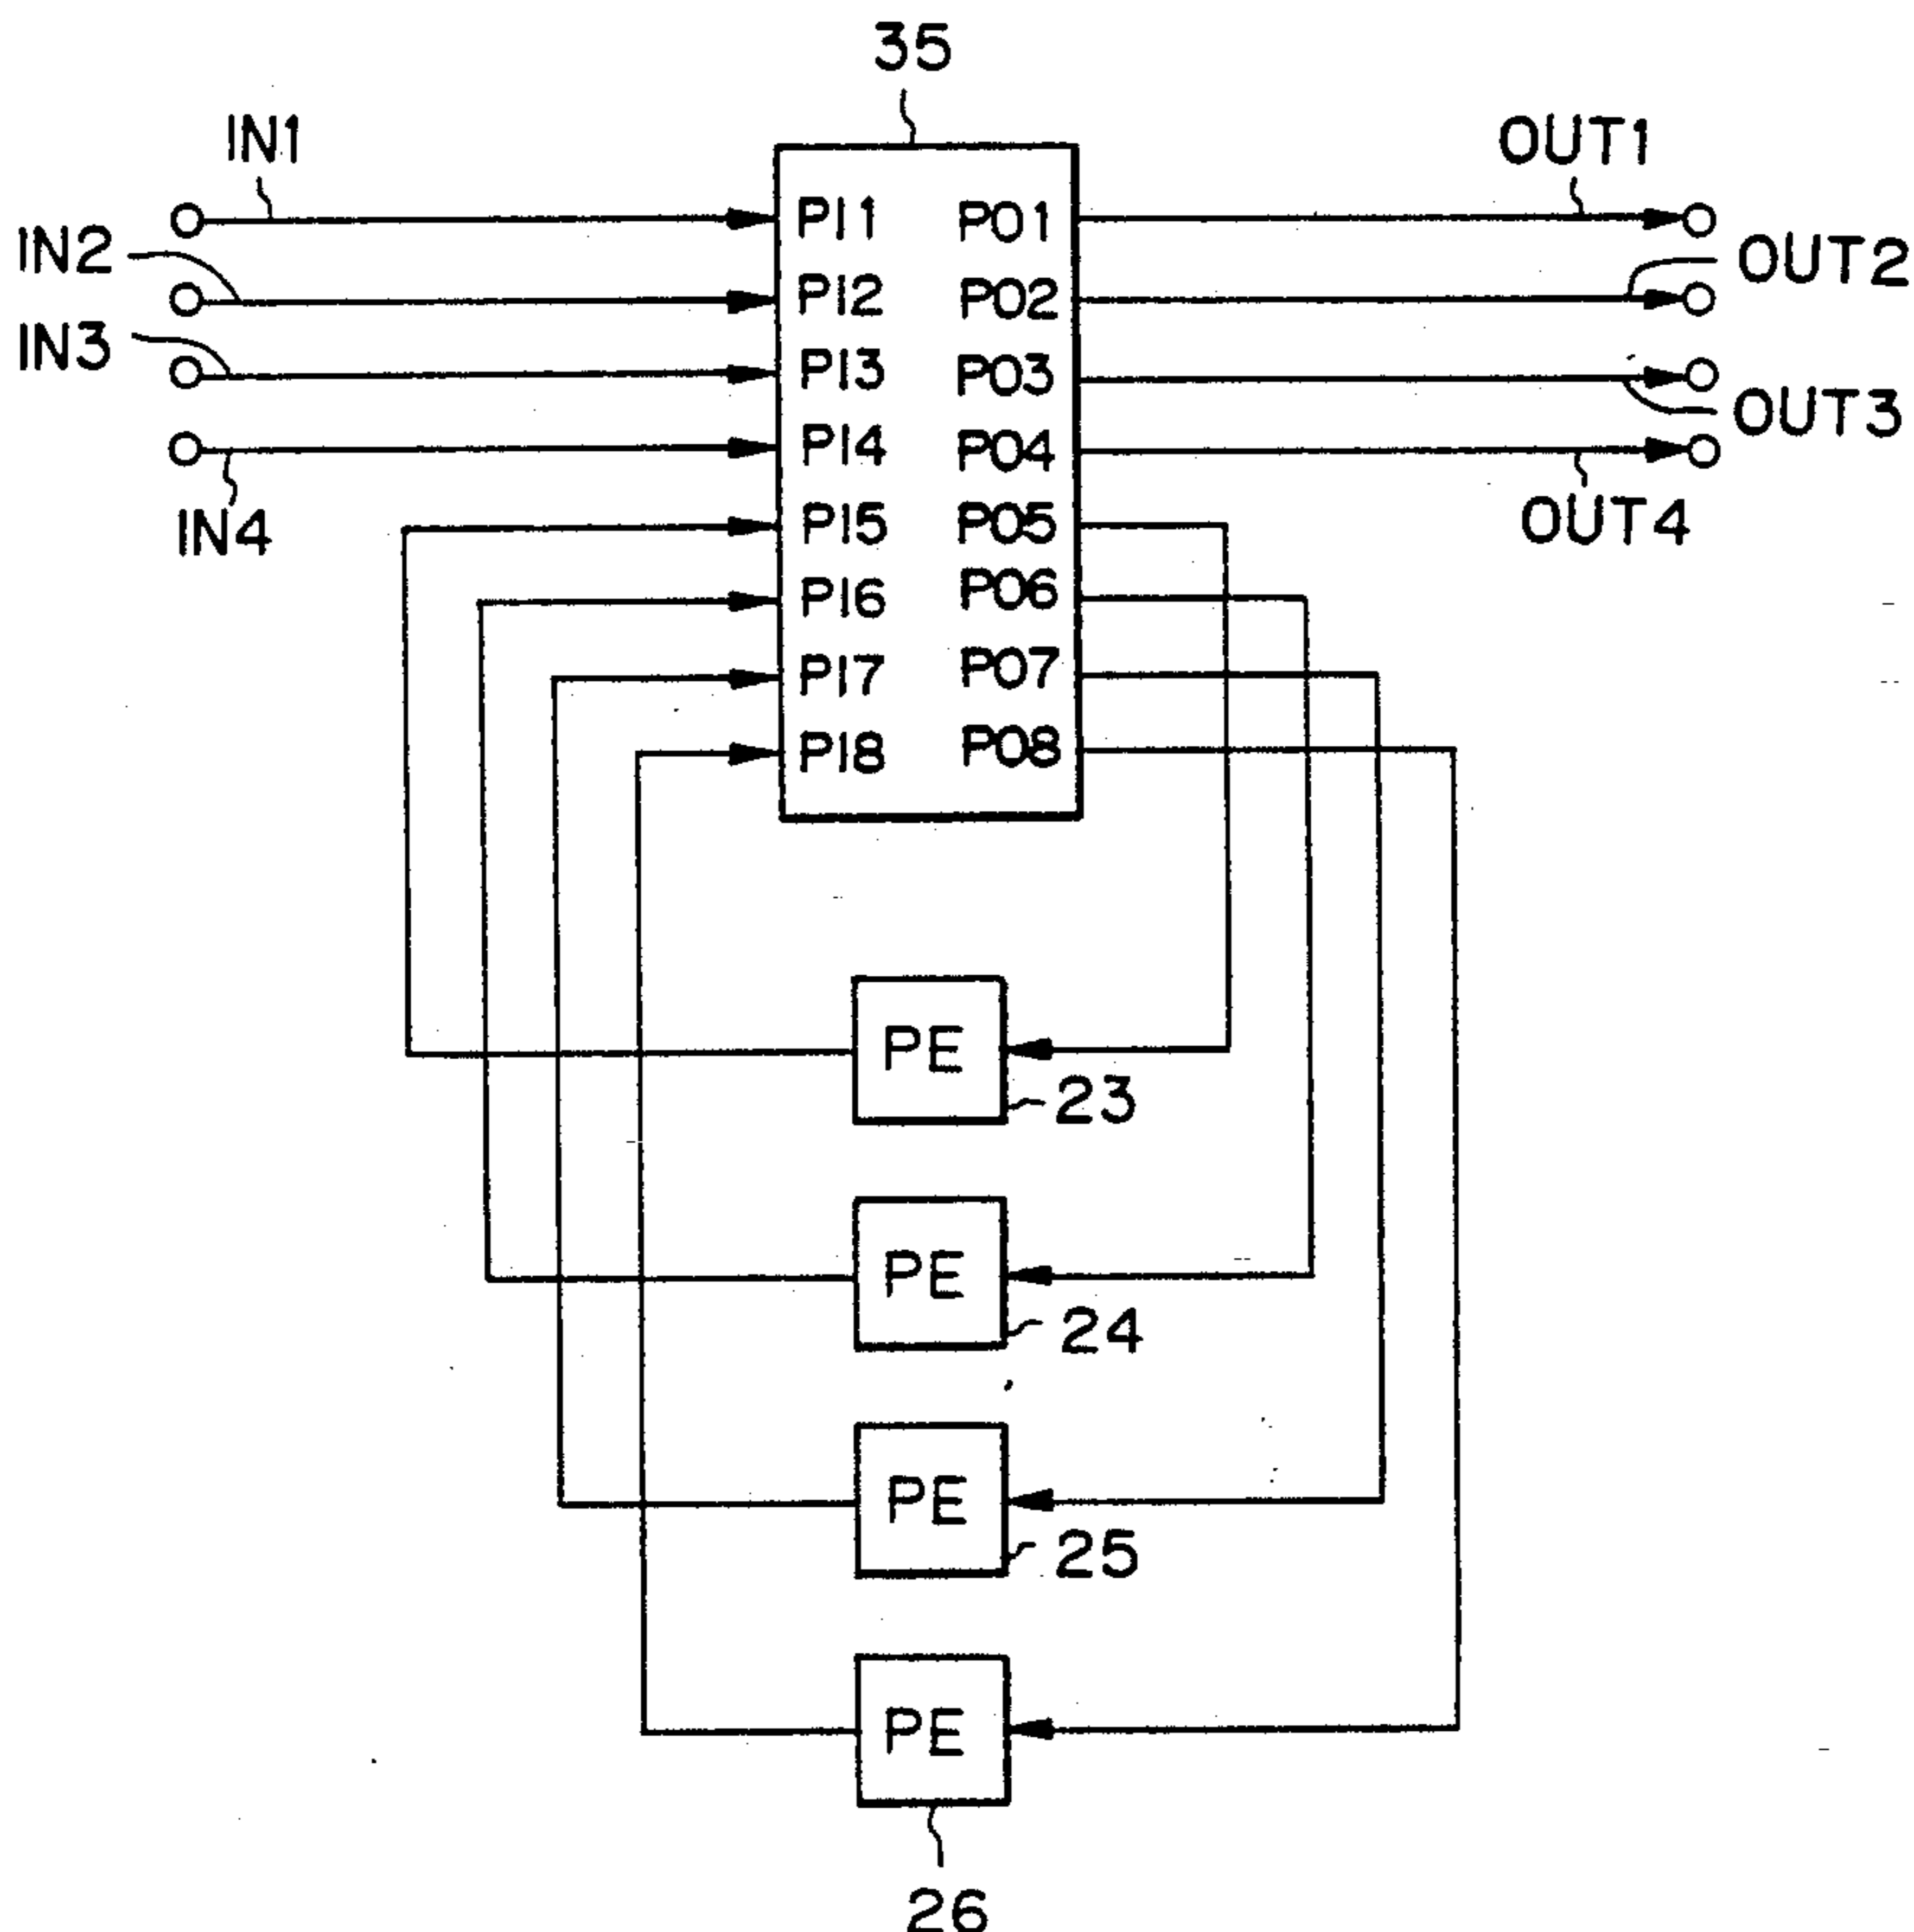 35
IN1
OUT1
IN2
PI1 PO1
OUT2
PI2 PO2
IN3
PI3 PO3
OUT3
PI4 PO4
IN4
PI5 PO5
OUT4
PI6 PO6
PI7 PO7
PI8 PO8
PE
23
PE
24
PE
25
PE
26